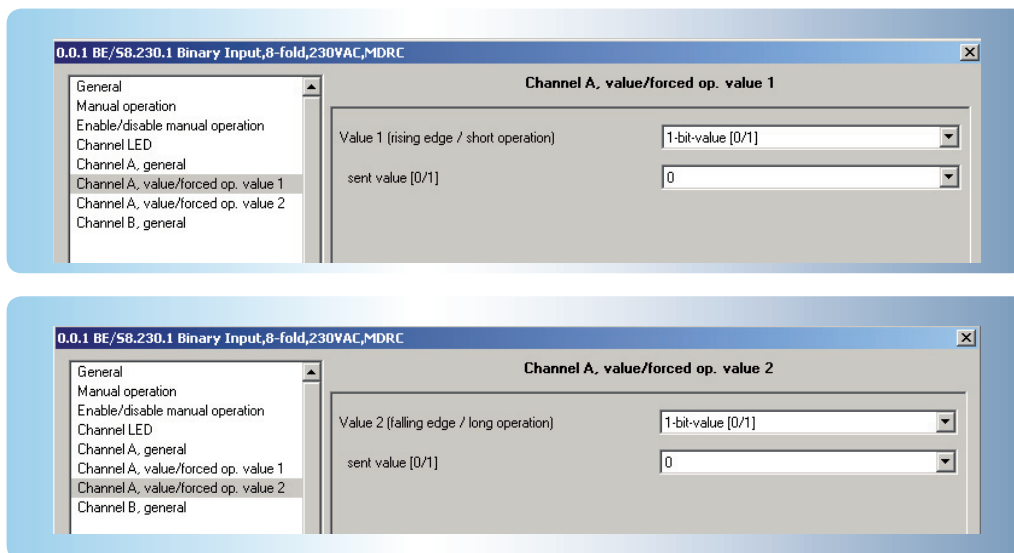 0.0.1 BE/S8.230.1 Binary Input,8-fold,230VAC,MDRC
General
Manual operation
Enable/disable manual operation
Channel LED
Channel A, general
Channel A, value/forced op. value 1
Channel A, value/forced op. value 2
Channel B, general
Channel A, value/forced op. value 1
Value 1 (rising edge / short operation)
1-bit-value [0/1]
sent value [0/1]
0
0.0.1 BE/S8.230.1 Binary Input,8-fold,230VAC,MDRC
General
Manual operation
Enable/disable manual operation
Channel LED
Channel A, general
Channel A, value/forced op. value 1
Channel A, value/forced op. value 2
Channel B, general
Channel A, value/forced op. value 2
Value 2 (falling edge / long operation)
1-bit-value [0/1]
sent value [0/1]
0